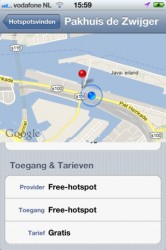 vodafone NL 15:59
Hotspotsvinden Pakhuis de Zwijger
Java-eiland
s100
s100
Piet Heinkade
s100
Google
Toegang & Tarieven
Provider Free-hotspot
Toegang Free-hotspot
Tarief Gratis